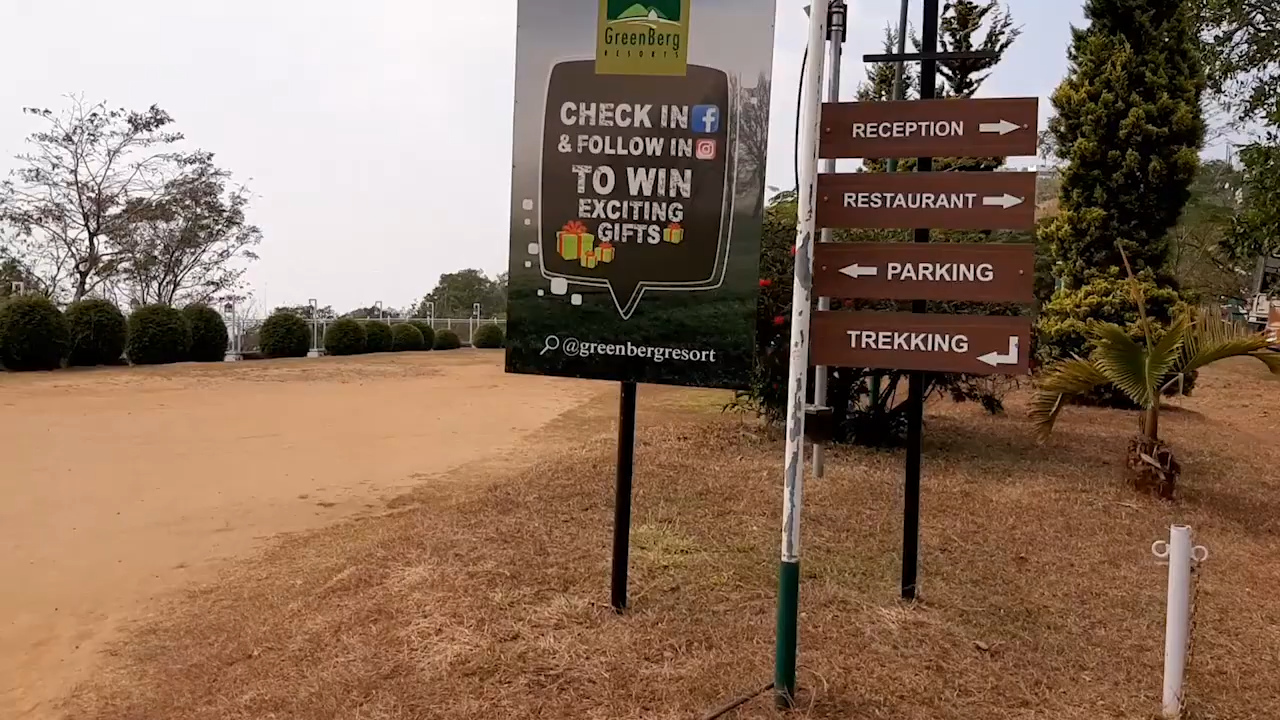 GreenBerg
RESORTS
CHECK IN
& FOLLOW IN
TO WIN
EXCITING
GIFTS
@greenbergresort
RECEPTION
RESTAURANT
PARKING
TREKKING